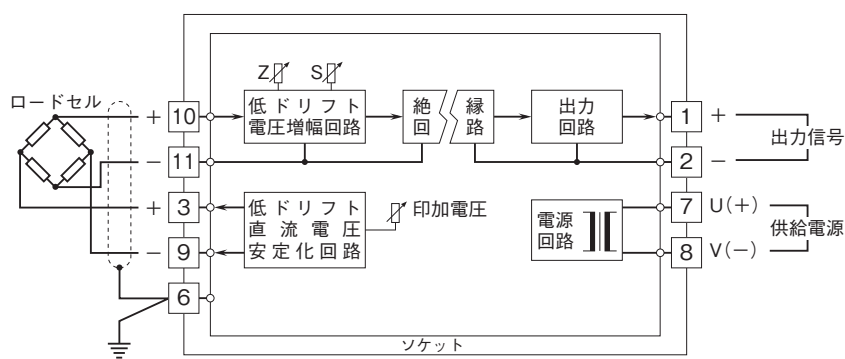 Z S
ロードセル
+ 10 低ドリフト
電圧増幅回路 絶
回 縁
路 出力
回路 1 +
出力信号
− 11 2 −
+ 3 低ドリフト
直流電圧
安定化回路 印加電圧
電源
回路 7 U(+)
供給電源
− 9 8 V(−)
6
ソケット